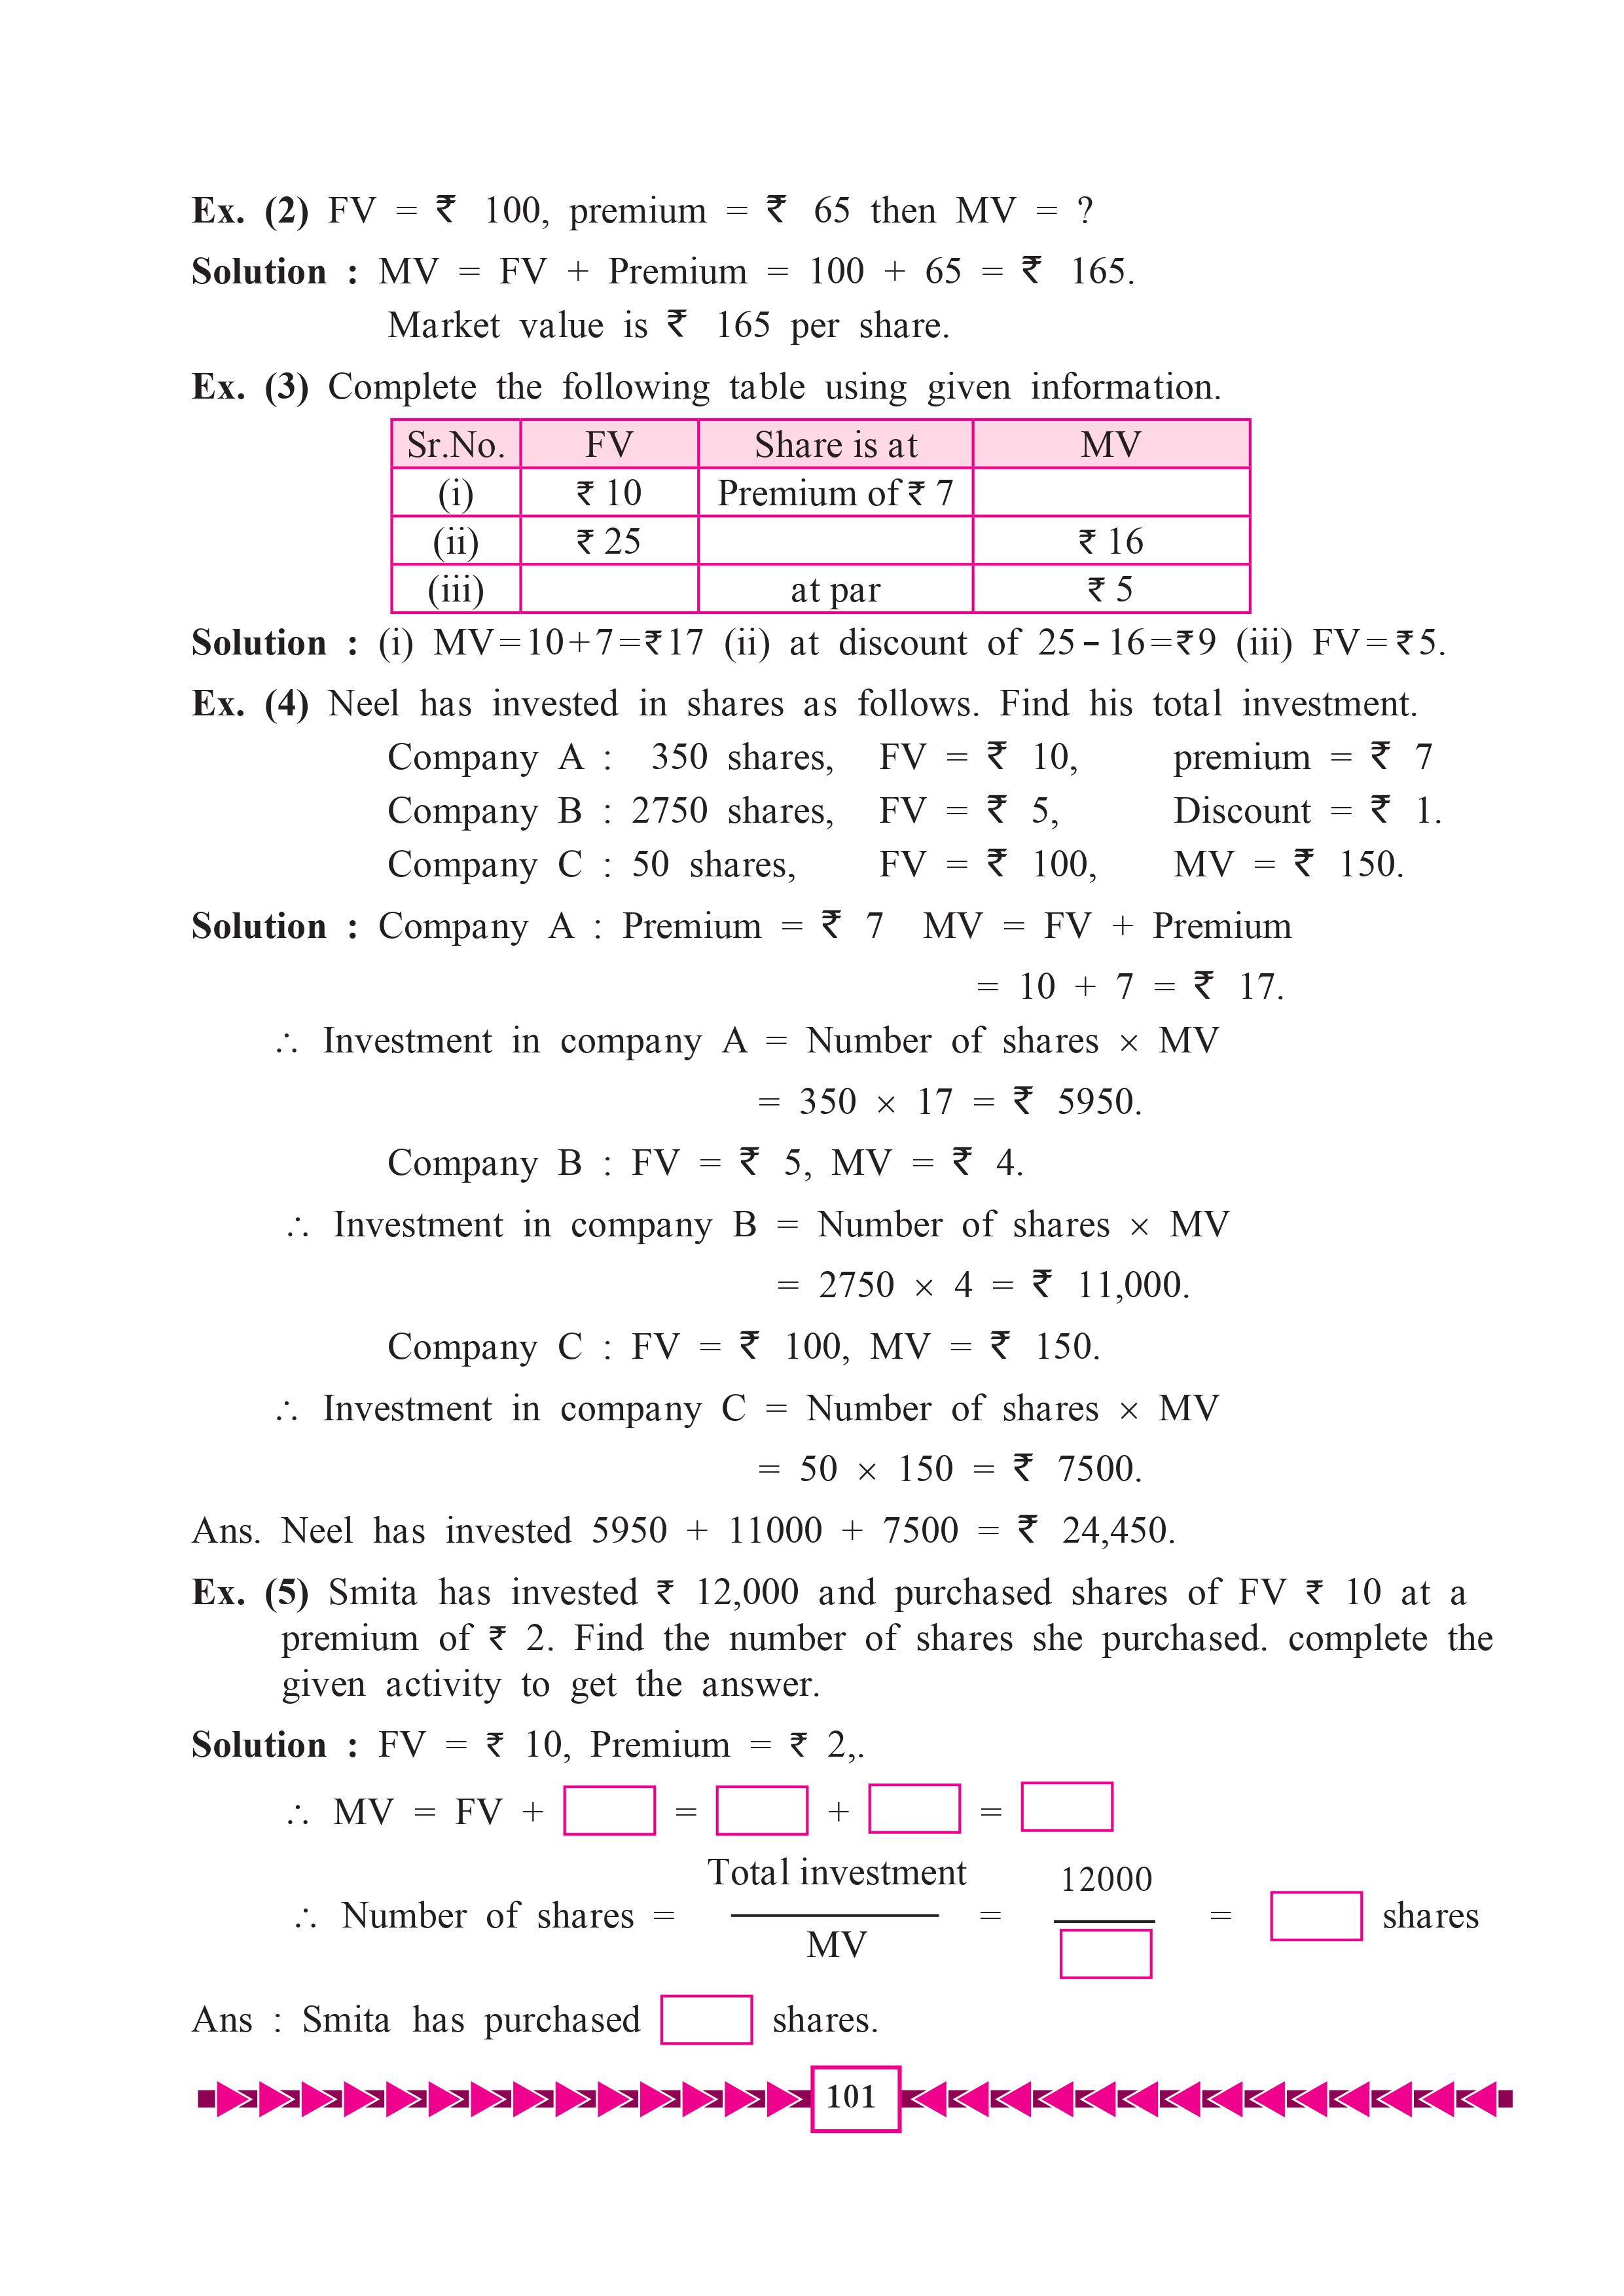 Ex. (2) FV = ₹ 100, premium = ₹ 65 then MV = ?
Solution : MV = FV + Premium = 100 + 65 = ₹ 165.
Market value is ₹ 165 per share.
Ex. (3) Complete the following table using given information.
Sr.No. FV Share is at MV
(i) ₹ 10 Premium of ₹ 7
(ii) ₹ 25 ₹ 16
(iii) at par ₹ 5
Solution : (i) MV=10+7=₹17 (ii) at discount of 25-16=₹9 (iii) FV=₹5.
Ex. (4) Neel has invested in shares as follows. Find his total investment.
Company A : 350 shares, FV = ₹ 10, premium = ₹ 7
Company B : 2750 shares, FV = ₹ 5, Discount = ₹ 1.
Company C : 50 shares, FV = ₹ 100, MV = ₹ 150.
Solution : Company A : Premium = ₹ 7 MV = FV + Premium
= 10 + 7 = ₹ 17.
∴ Investment in company A = Number of shares × MV
= 350 × 17 = ₹ 5950.
Company B : FV = ₹ 5, MV = ₹ 4.
∴ Investment in company B = Number of shares × MV
= 2750 × 4 = ₹ 11,000.
Company C : FV = ₹ 100, MV = ₹ 150.
∴ Investment in company C = Number of shares × MV
= 50 × 150 = ₹ 7500.
Ans. Neel has invested 5950 + 11000 + 7500 = ₹ 24,450.
Ex. (5) Smita has invested ₹ 12,000 and purchased shares of FV ₹ 10 at a
premium of ₹ 2. Find the number of shares she purchased. complete the
given activity to get the answer.
Solution : FV = ₹ 10, Premium = ₹ 2,.
∴ MV = FV + = + =
Total investment 12000
∴ Number of shares = = = shares
MV
Ans : Smita has purchased shares.
101